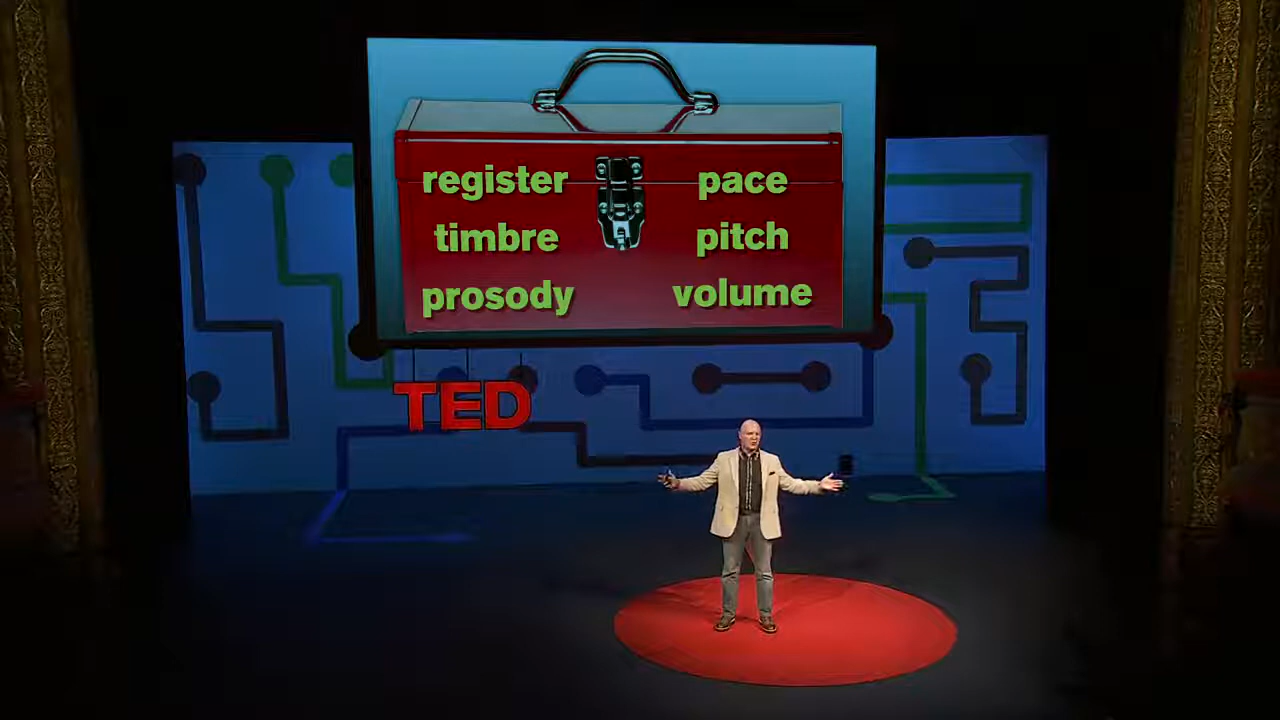 register
timbre
prosody
pace
pitch
volume
TED